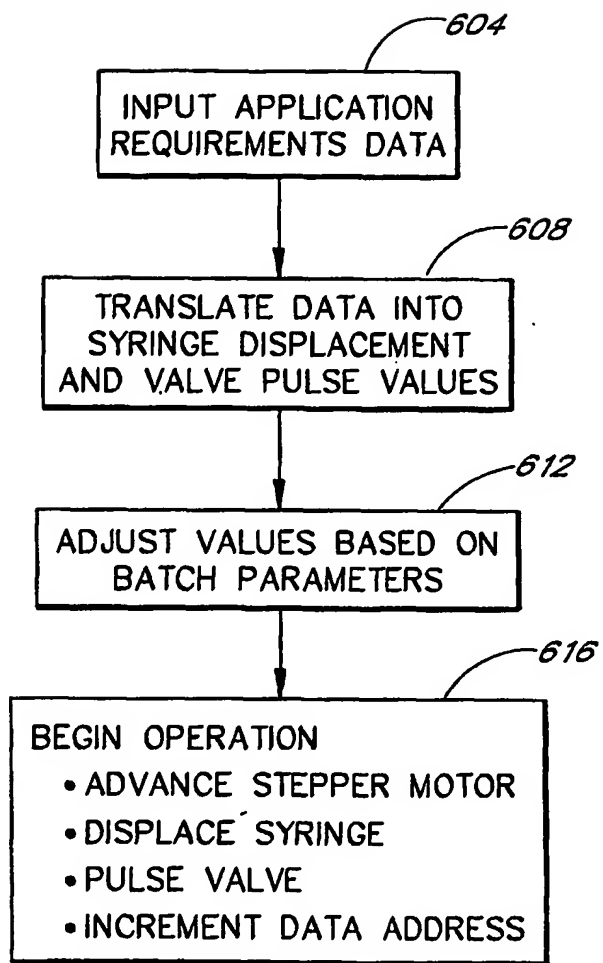 604
INPUT APPLICATION
REQUIREMENTS DATA
608
TRANSLATE DATA INTO
SYRINGE DISPLACEMENT
AND VALVE PULSE VALUES
612
ADJUST VALUES BASED ON
BATCH PARAMETERS
616
BEGIN OPERATION
• ADVANCE STEPPER MOTOR
• DISPLACE SYRINGE
• PULSE VALVE
• INCREMENT DATA ADDRESS